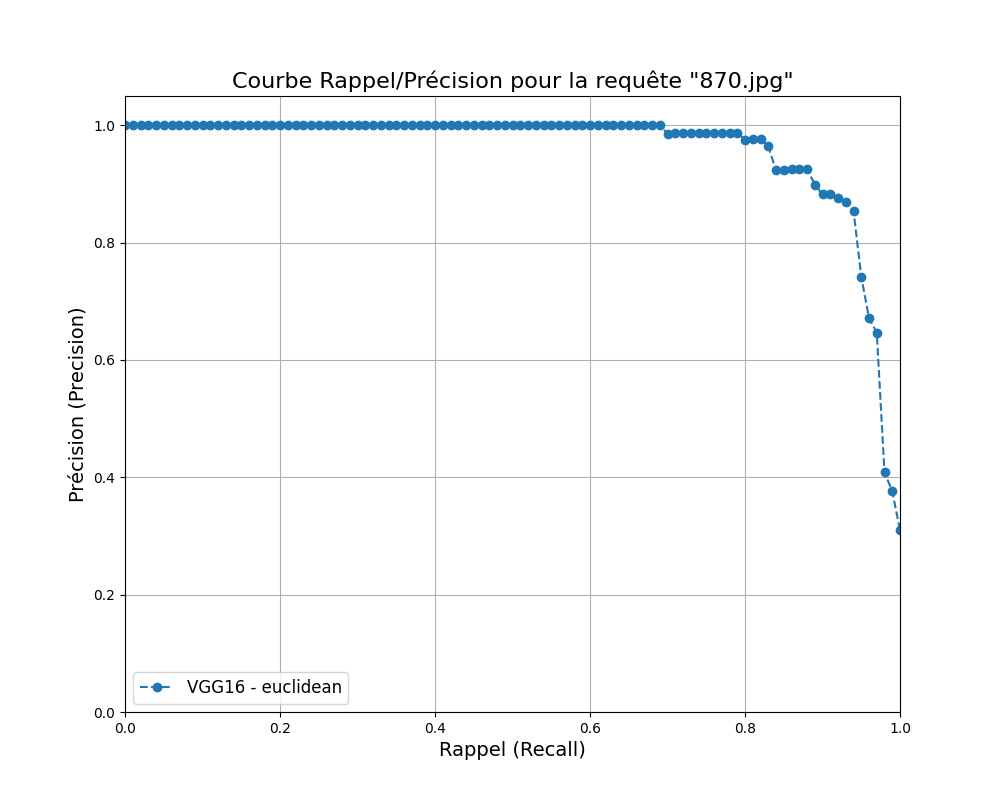 Courbe Rappel/Précision pour la requête "870.jpg"
Précision (Precision)
1.0
0.8
0.6
0.4
0.2
0.0
VGG16 - euclidean
0.0 0.2 0.4 0.6 0.8 1.0
Rappel (Recall)